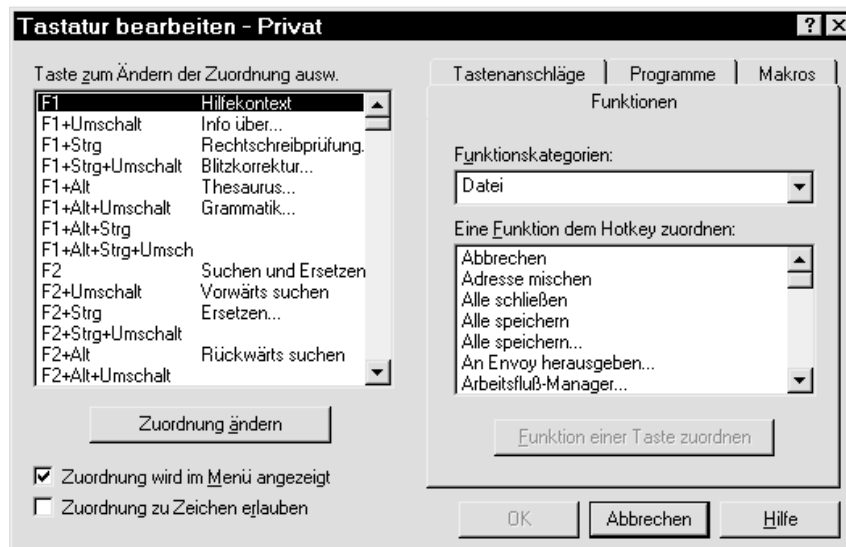 Tastatur bearbeiten - Privat
Taste zum Ändern der Zuordnung ausw.
F1 Hilfekontext
F1+Umschalt Info über...
F1+Strg Rechtschreibprüfung.
F1+Strg+Umschalt Blitzkorrektur...
F1+Alt Thesaurus...
F1+Alt+Umschalt Grammatik...
F1+Alt+Strg
F1+Alt+Strg+Umsch
F2 Suchen und Ersetzen
F2+Umschalt Vorwärts suchen
F2+Strg Ersetzen...
F2+Strg+Umschalt
F2+Alt Rückwärts suchen
F2+Alt+Umschalt
Zuordnung ändern
Zuordnung wird im Menü angezeigt
Zuordnung zu Zeichen erlauben
Tastenanschläge Programme Makros
Funktionen
Funktionskategorien:
Datei
Eine Funktion dem Hotkey zuordnen:
Abbrechen
Adresse mischen
Alle schließen
Alle speichern
Alle speichern...
An Envoy herausgeben...
Arbeitsfluß-Manager...
Funktion einer Taste zuordnen
OK Abbrechen Hilfe